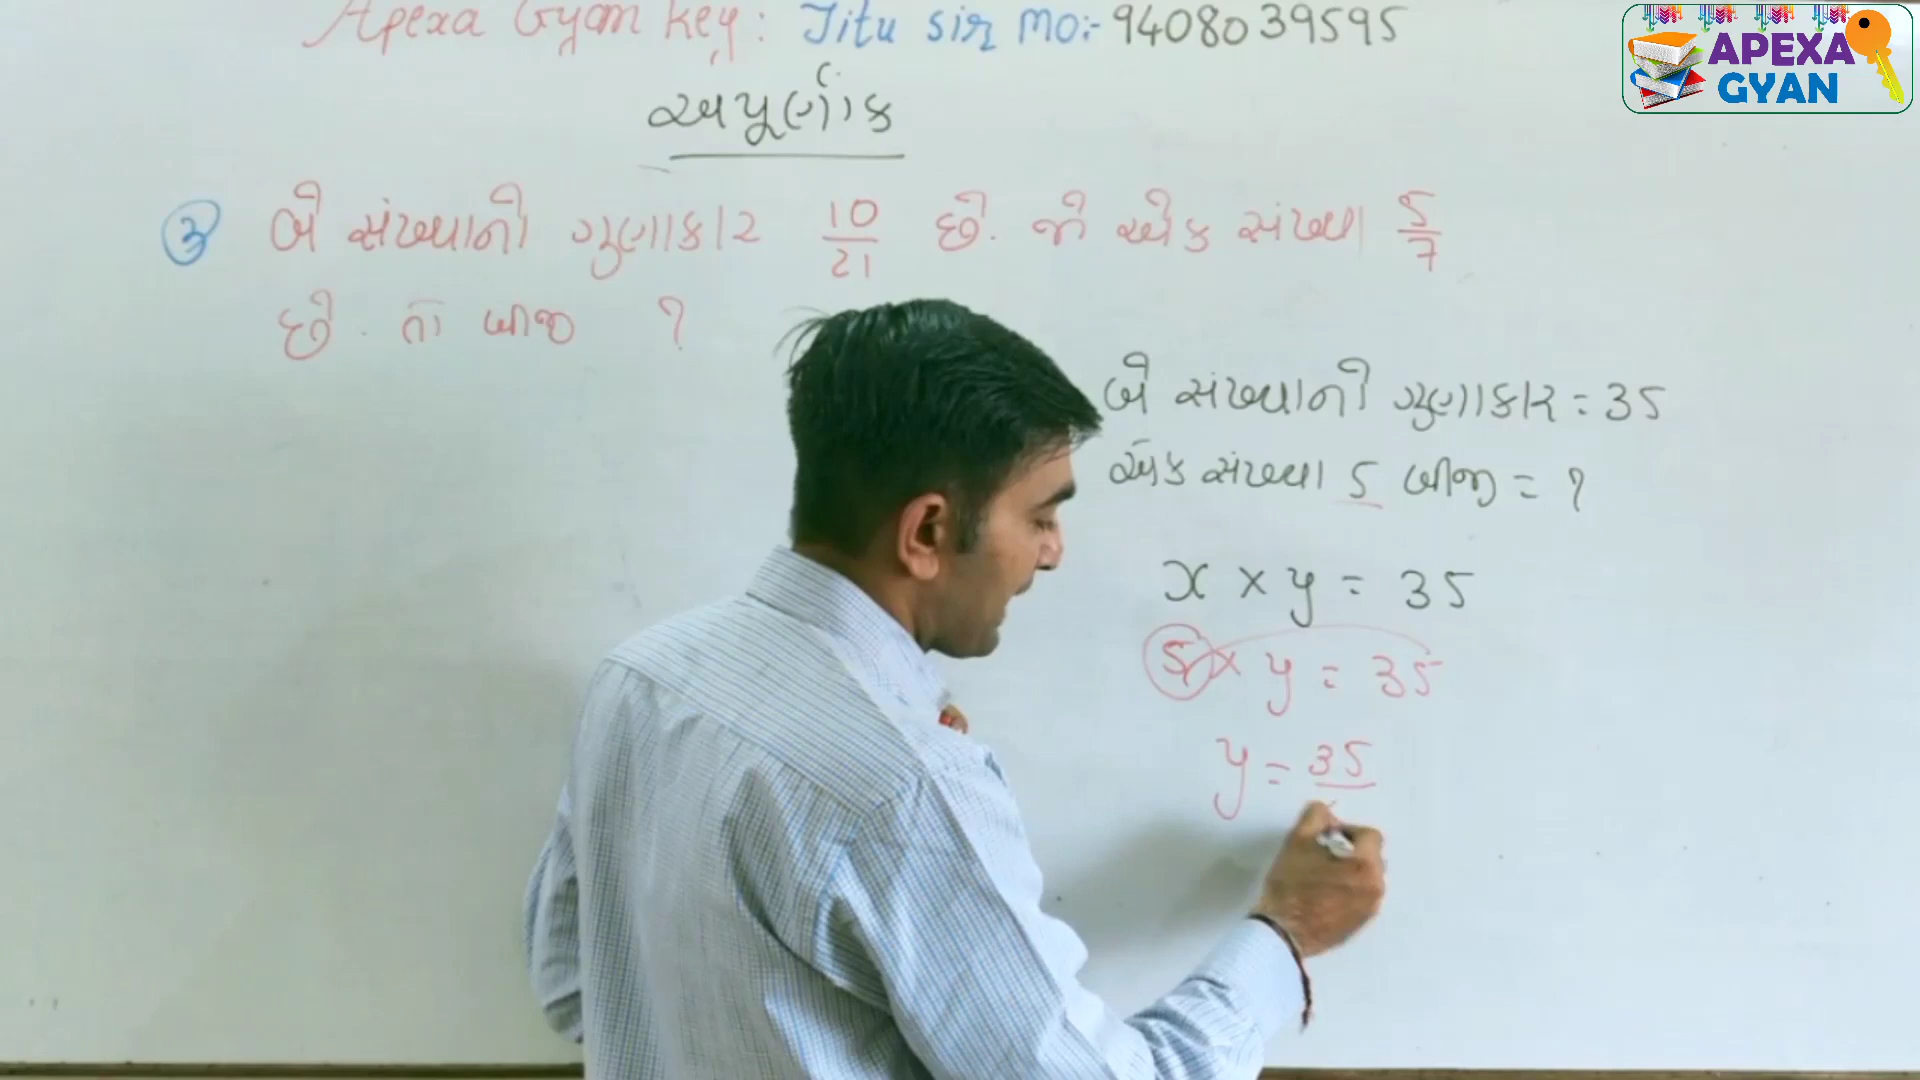 Apexa Gyan Key: Jitu sir mo:- 9408039595
APEXA
GYAN
અપૂર્ણાંક
૩ બે સંખ્યાનો ગુણાકાર 10/21 છે. જો એક સંખ્યા 5/7
છે. તો બીજી ?
બે સંખ્યાનો ગુણાકાર = 35
એક સંખ્યા 5 બીજી = ?
x × y = 35
5 × y = 35
y = 35